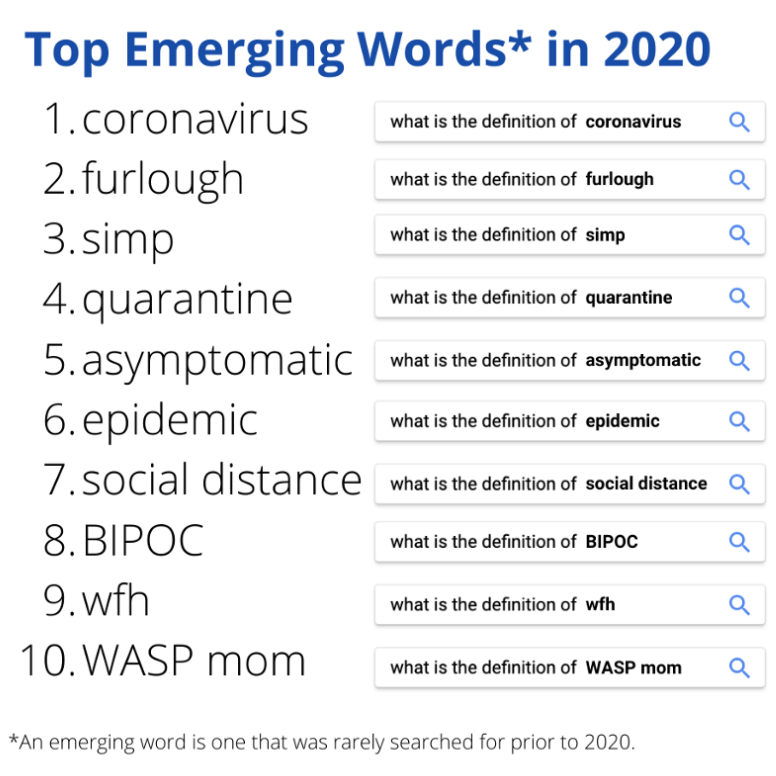 Top Emerging Words* in 2020
1. coronavirus
what is the definition of coronavirus
2. furlough
what is the definition of furlough
3. simp
what is the definition of simp
4. quarantine
what is the definition of quarantine
5. asymptomatic
what is the definition of asymptomatic
6. epidemic
what is the definition of epidemic
7. social distance
what is the definition of social distance
8. BIPOC
what is the definition of BIPOC
9. wfh
what is the definition of wfh
10. WASP mom
what is the definition of WASP mom
*An emerging word is one that was rarely searched for prior to 2020.